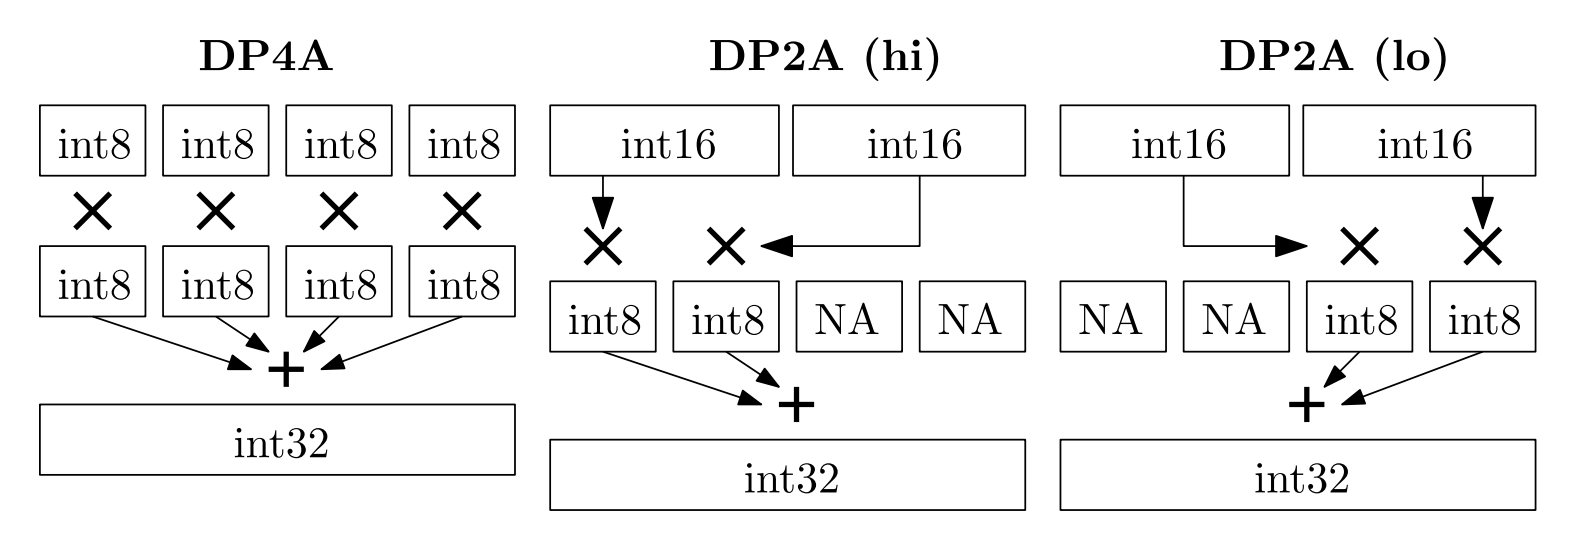 DP4A
int8 int8 int8 int8
int8 int8 int8 int8
+
int32
DP2A (hi)
int16 int16
int8 int8 NA NA
+
int32
DP2A (lo)
int16 int16
NA NA int8 int8
+
int32